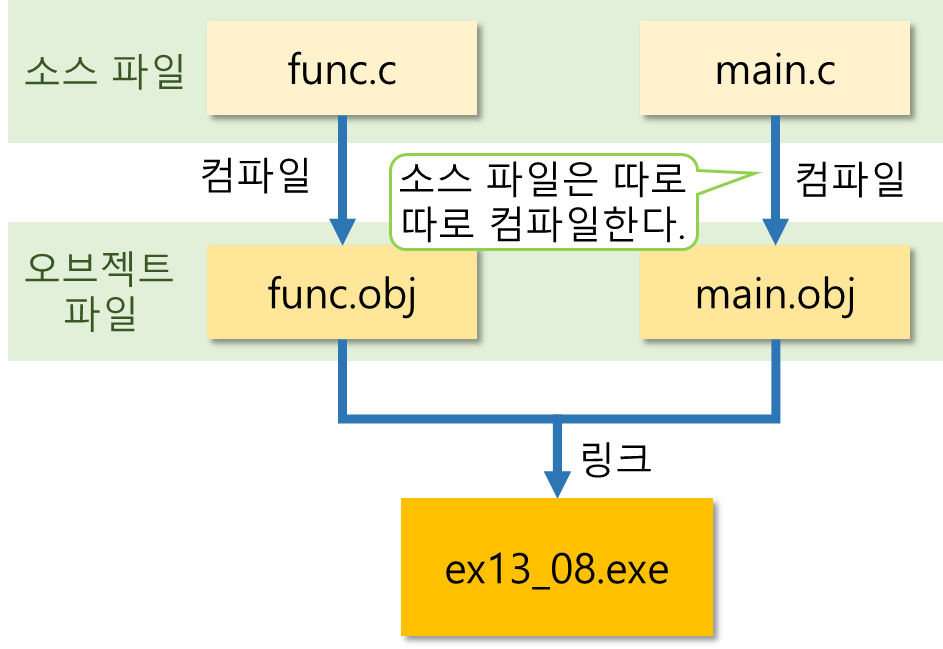 소스 파일
func.c
main.c
컴파일
소스 파일은 따로
따로 컴파일한다.
컴파일
오브젝트
파일
func.obj
main.obj
링크
ex13_08.exe